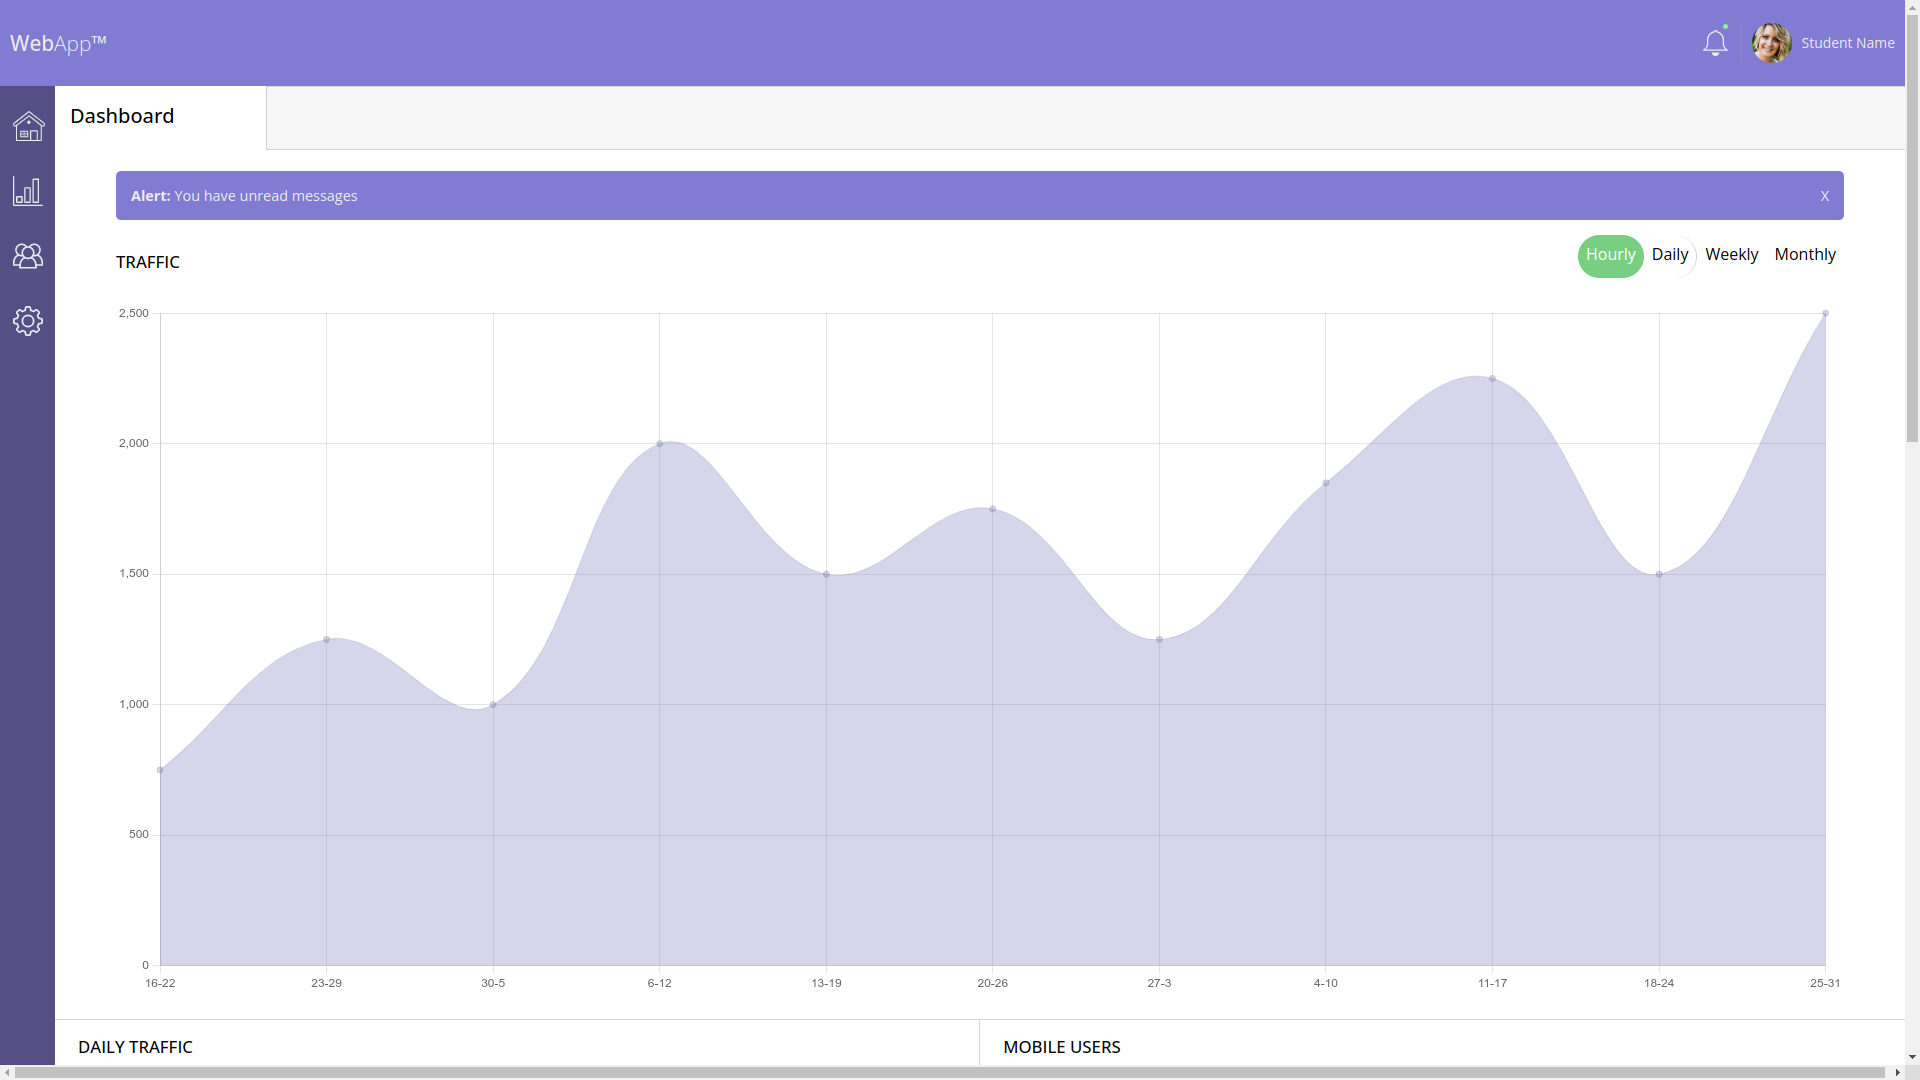 WebApp™
Student Name
Dashboard
Alert: You have unread messages X
TRAFFIC
Hourly Daily Weekly Monthly
2,500
2,000
1,500
1,000
500
0
16-22 23-29 30-5 6-12 13-19 20-26 27-3 4-10 11-17 18-24 25-31
DAILY TRAFFIC
MOBILE USERS